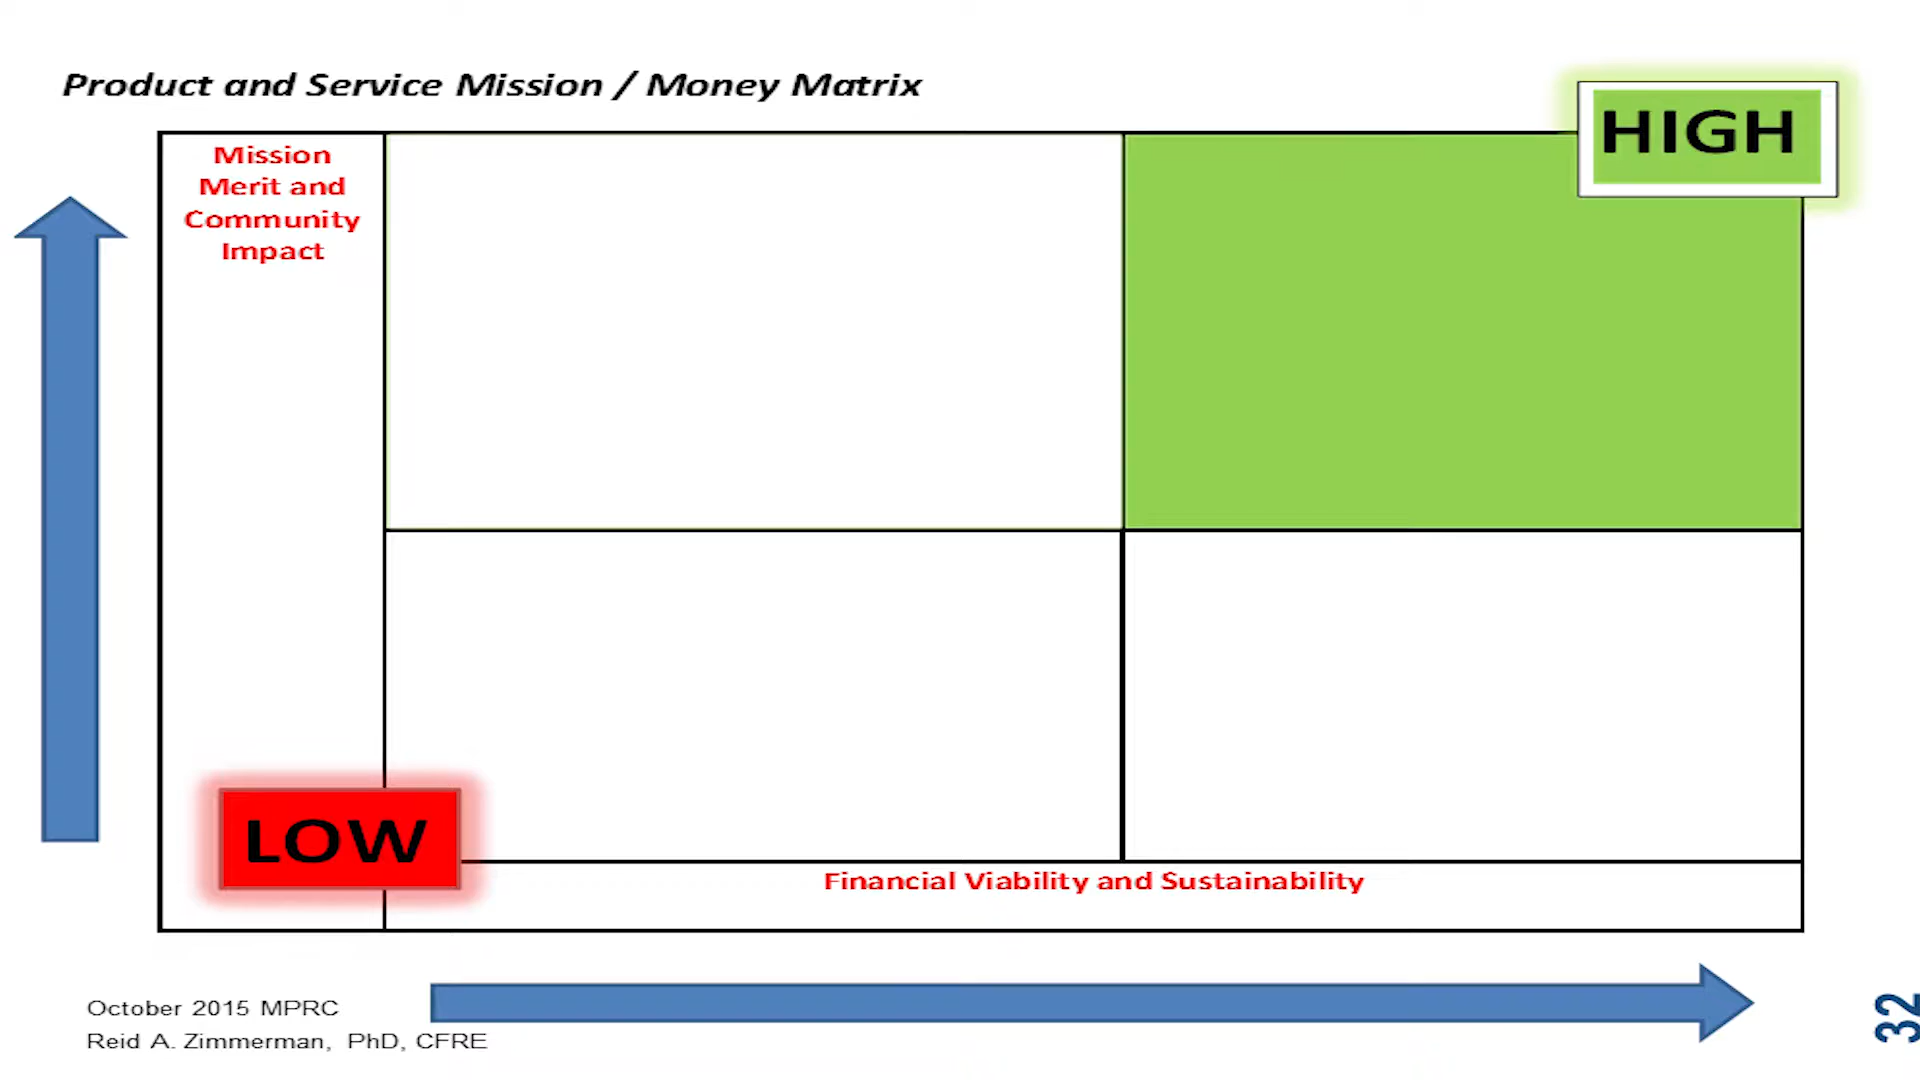 Product and Service Mission / Money Matrix
HIGH
Mission
Merit and
Community
Impact
LOW
Financial Viability and Sustainability
October 2015 MPRC
Reid A. Zimmerman, PhD, CFRE
32